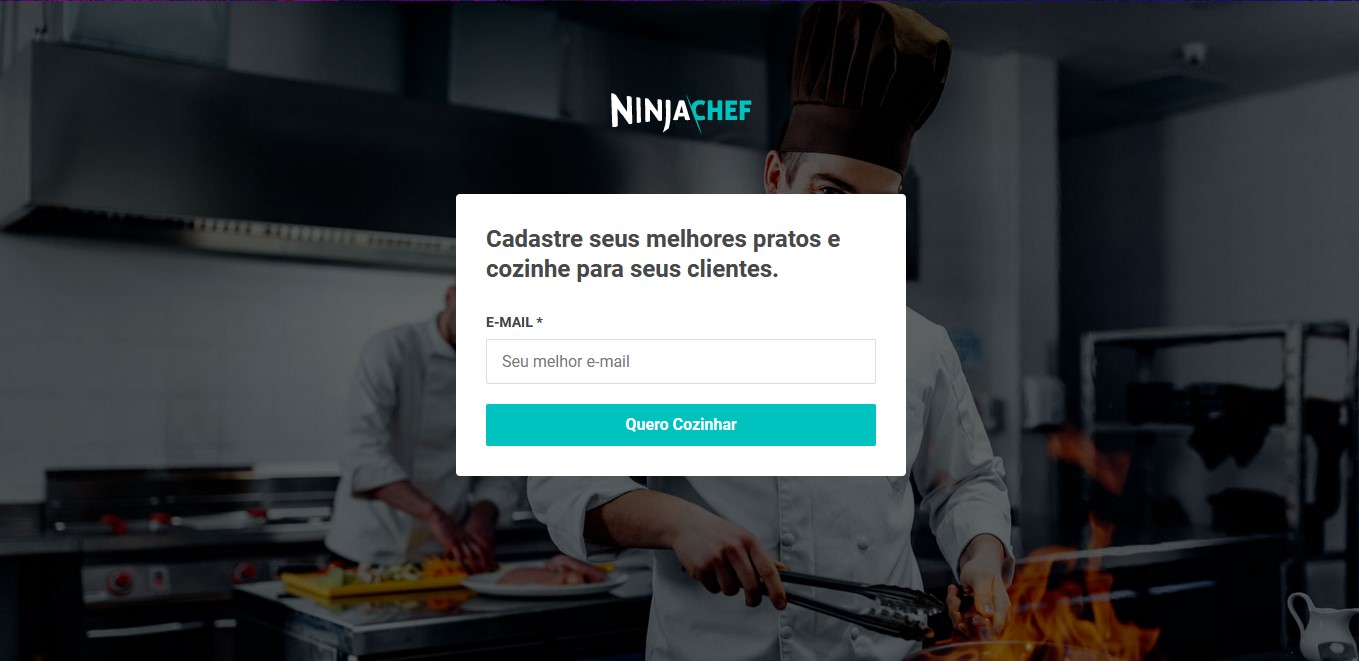 NINJACHEF
Cadastre seus melhores pratos e
cozinhe para seus clientes.
E-MAIL *
Seu melhor e-mail
Quero Cozinhar